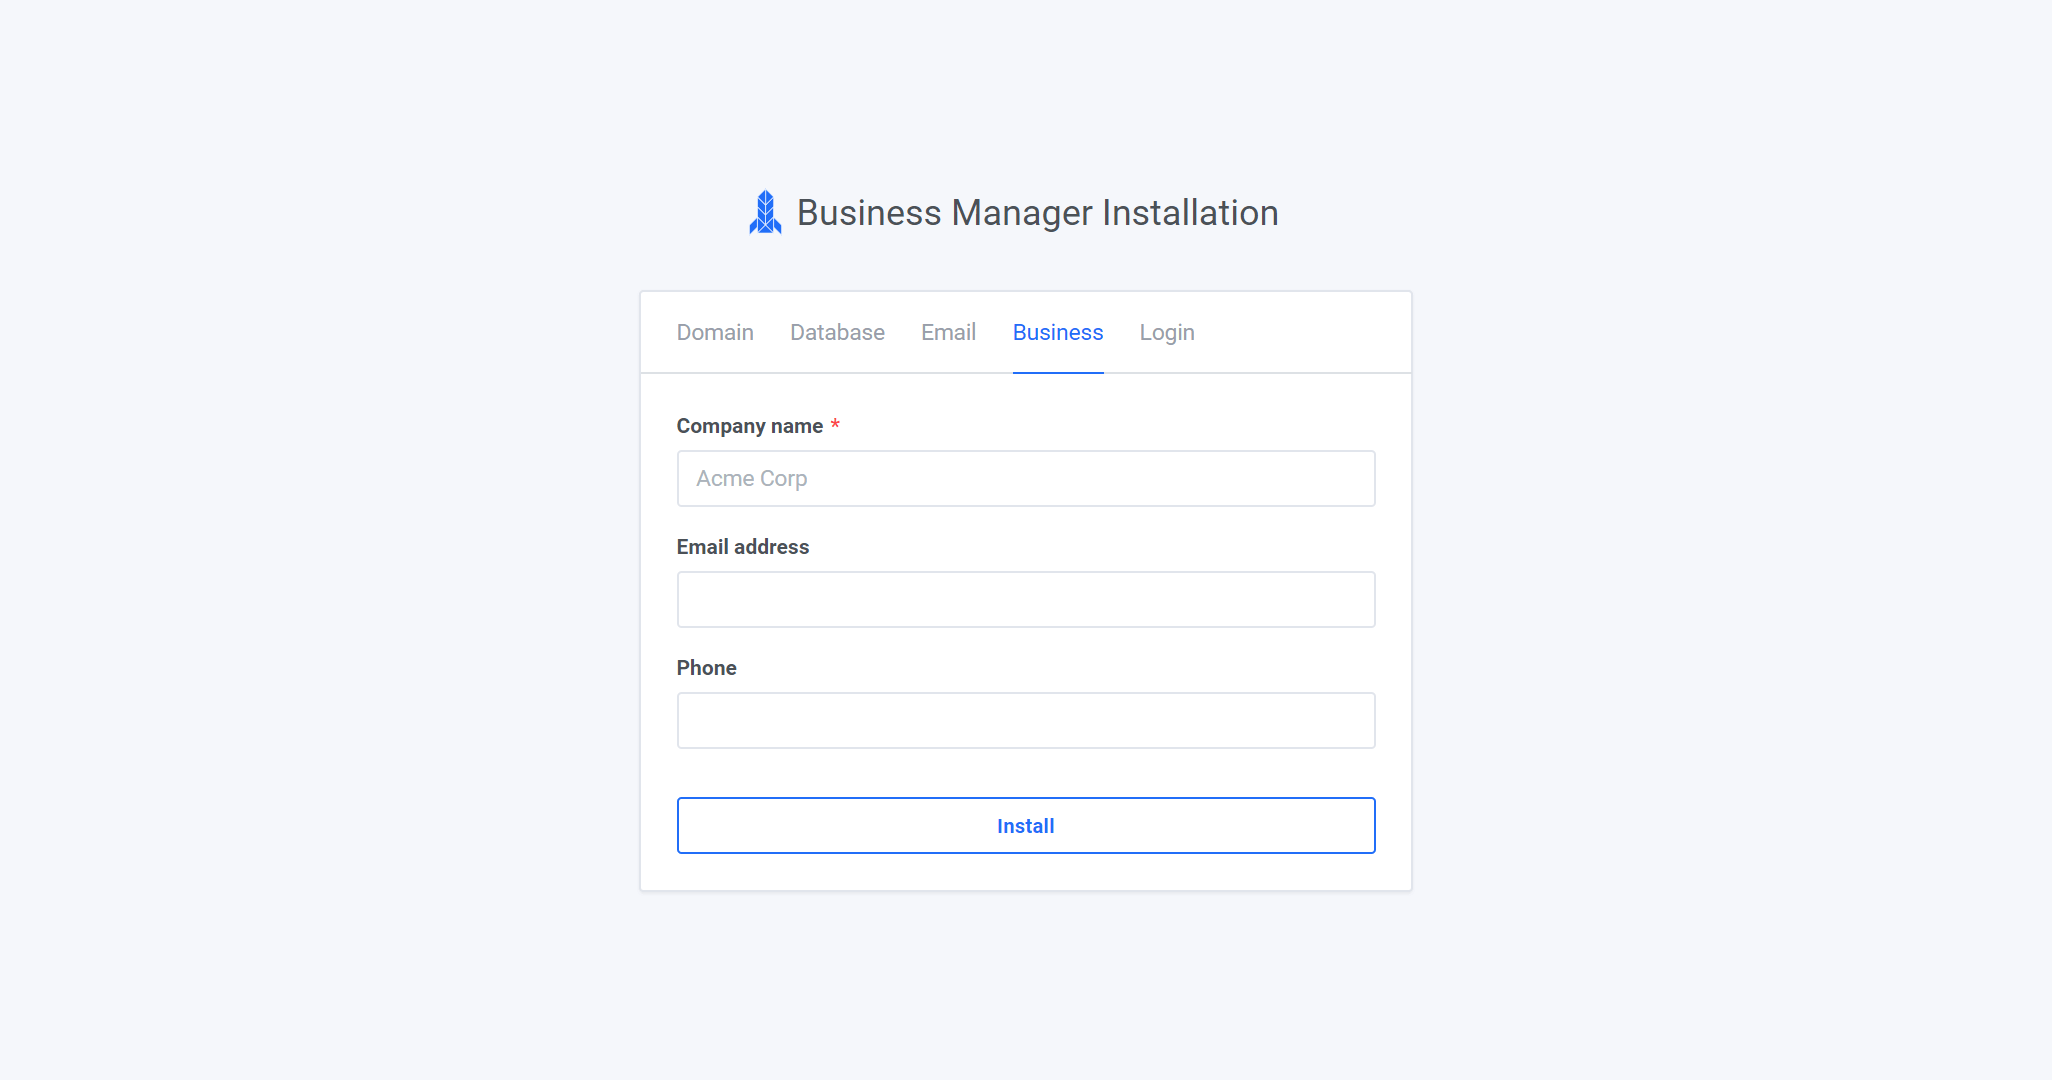 Business Manager Installation
Domain Database Email Business Login
Company name *
Acme Corp
Email address
Phone
Install